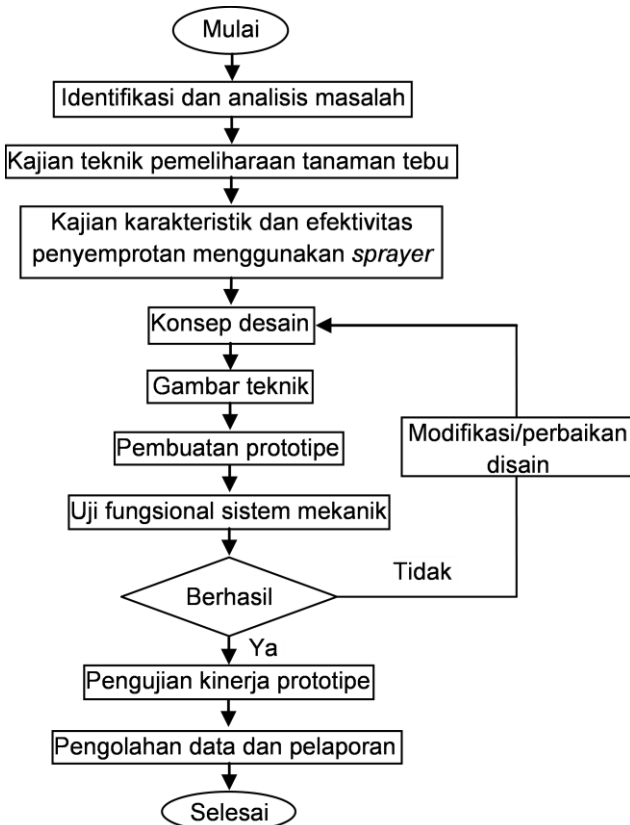 Mulai
Identifikasi dan analisis masalah
Kajian teknik pemeliharaan tanaman tebu
Kajian karakteristik dan efektivitas
penyemprotan menggunakan sprayer
Konsep desain
Gambar teknik
Pembuatan prototipe
Modifikasi/perbaikan
disain
Uji fungsional sistem mekanik
Berhasil
Tidak
Ya
Pengujian kinerja prototipe
Pengolahan data dan pelaporan
Selesai